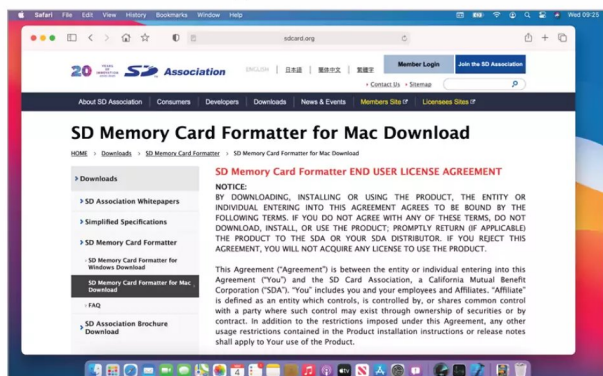 Safari File Edit View History Bookmarks Window Help
Wed 09:25
sdcard.org
20 YEARS INNOVATION SD Association
ENGLISH | 日本語 | 簡体中文 | 繁體字
Member Login
Join the SD Association
Contact Us Sitemap
About SD Association | Consumers | Developers | Downloads | News & Events | Members Site | Licensees Sites
SD Memory Card Formatter for Mac Download
HOME > Downloads > SD Memory Card Formatter > SD Memory Card Formatter for Mac Download
Downloads
SD Association Whitepapers
Simplified Specifications
SD Memory Card Formatter
SD Memory Card Formatter for
Windows Download
SD Memory Card Formatter for Mac
Download
FAQ
SD Association Brochure
Download
SD Memory Card Formatter END USER LICENSE AGREEMENT
NOTICE:
BY DOWNLOADING, INSTALLING OR USING THE PRODUCT, THE ENTITY OR
INDIVIDUAL ENTERING INTO THIS AGREEMENT AGREES TO BE BOUND BY THE
FOLLOWING TERMS. IF YOU DO NOT AGREE WITH ANY OF THESE TERMS, DO NOT
DOWNLOAD, INSTALL, OR USE THE PRODUCT; PROMPTLY RETURN (IF APPLICABLE)
THE PRODUCT TO THE SDA OR YOUR SDA DISTRIBUTOR. IF YOU REJECT THIS
AGREEMENT, YOU WILL NOT ACQUIRE ANY LICENSE TO USE THE PRODUCT.
This Agreement ("Agreement") is between the entity or individual entering into this
Agreement ("You") and the SD Card Association, a California Mutual Benefit
Corporation ("SDA"). "You" includes you and your employees and Affiliates. "Affiliate"
is defined as an entity which controls, is controlled by, or shares common control
with a party where such control may exist through ownership of securities or by
contract. In addition to the restrictions imposed under this Agreement, any other
usage restrictions contained in the Product installation instructions or release notes
shall apply to Your use of the Product.
4
tv